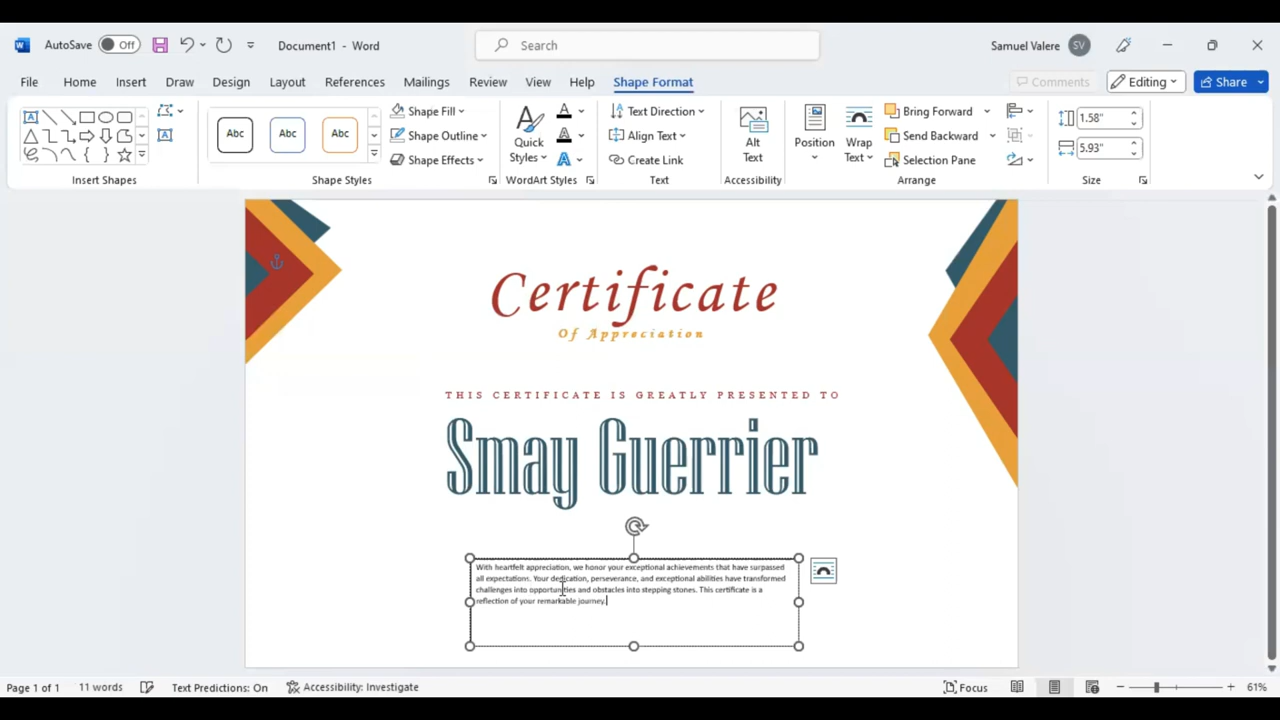 AutoSave Off Document1 - Word Search Samuel Valere SV
File Home Insert Draw Design Layout References Mailings Review View Help Shape Format Comments Editing Share
Abc Abc Abc Shape Fill Text Direction Bring Forward 1.58"
Shape Outline Align Text Send Backward
Shape Effects Create Link Selection Pane 5.93"
Quick Styles
Alt Text
Position
Wrap Text
Insert Shapes Shape Styles WordArt Styles Text Accessibility Arrange Size
Certificate
Of Appreciation
THIS CERTIFICATE IS GREATLY PRESENTED TO
Smay Guerrier
With heartfelt appreciation, we honor your exceptional achievements that have surpassed
all expectations. Your dedication, perseverance, and exceptional abilities have transformed
challenges into opportunities and obstacles into stepping stones. This certificate is a
reflection of your remarkable journey.
Page 1 of 1 11 words Text Predictions: On Accessibility: Investigate Focus 61%